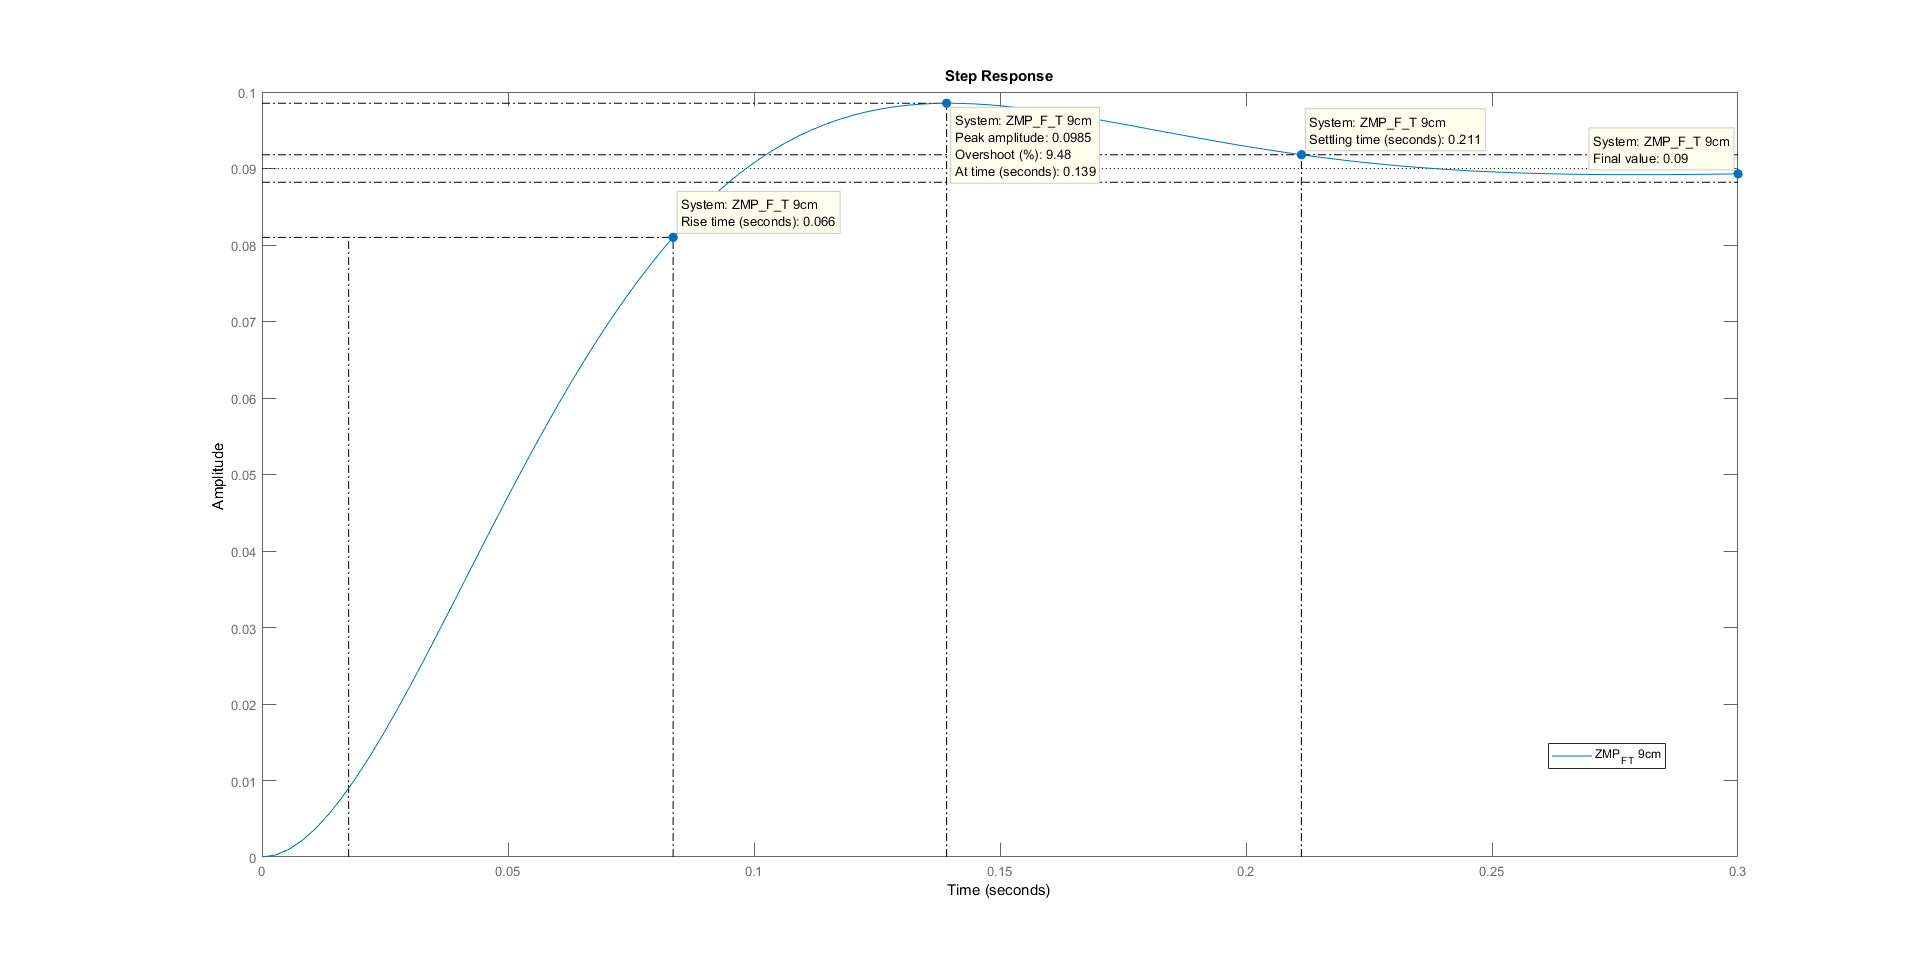 Step Response
System: ZMP_F_T 9cm
Peak amplitude: 0.0985
Overshoot (%): 9.48
At time (seconds): 0.139
System: ZMP_F_T 9cm
Settling time (seconds): 0.211
System: ZMP_F_T 9cm
Final value: 0.09
System: ZMP_F_T 9cm
Rise time (seconds): 0.066
0.1
0.09
0.08
0.07
0.06
0.05
0.04
0.03
0.02
0.01
0
Amplitude
ZMP_FT 9cm
0 0.05 0.1 0.15 0.2 0.25 0.3
Time (seconds)